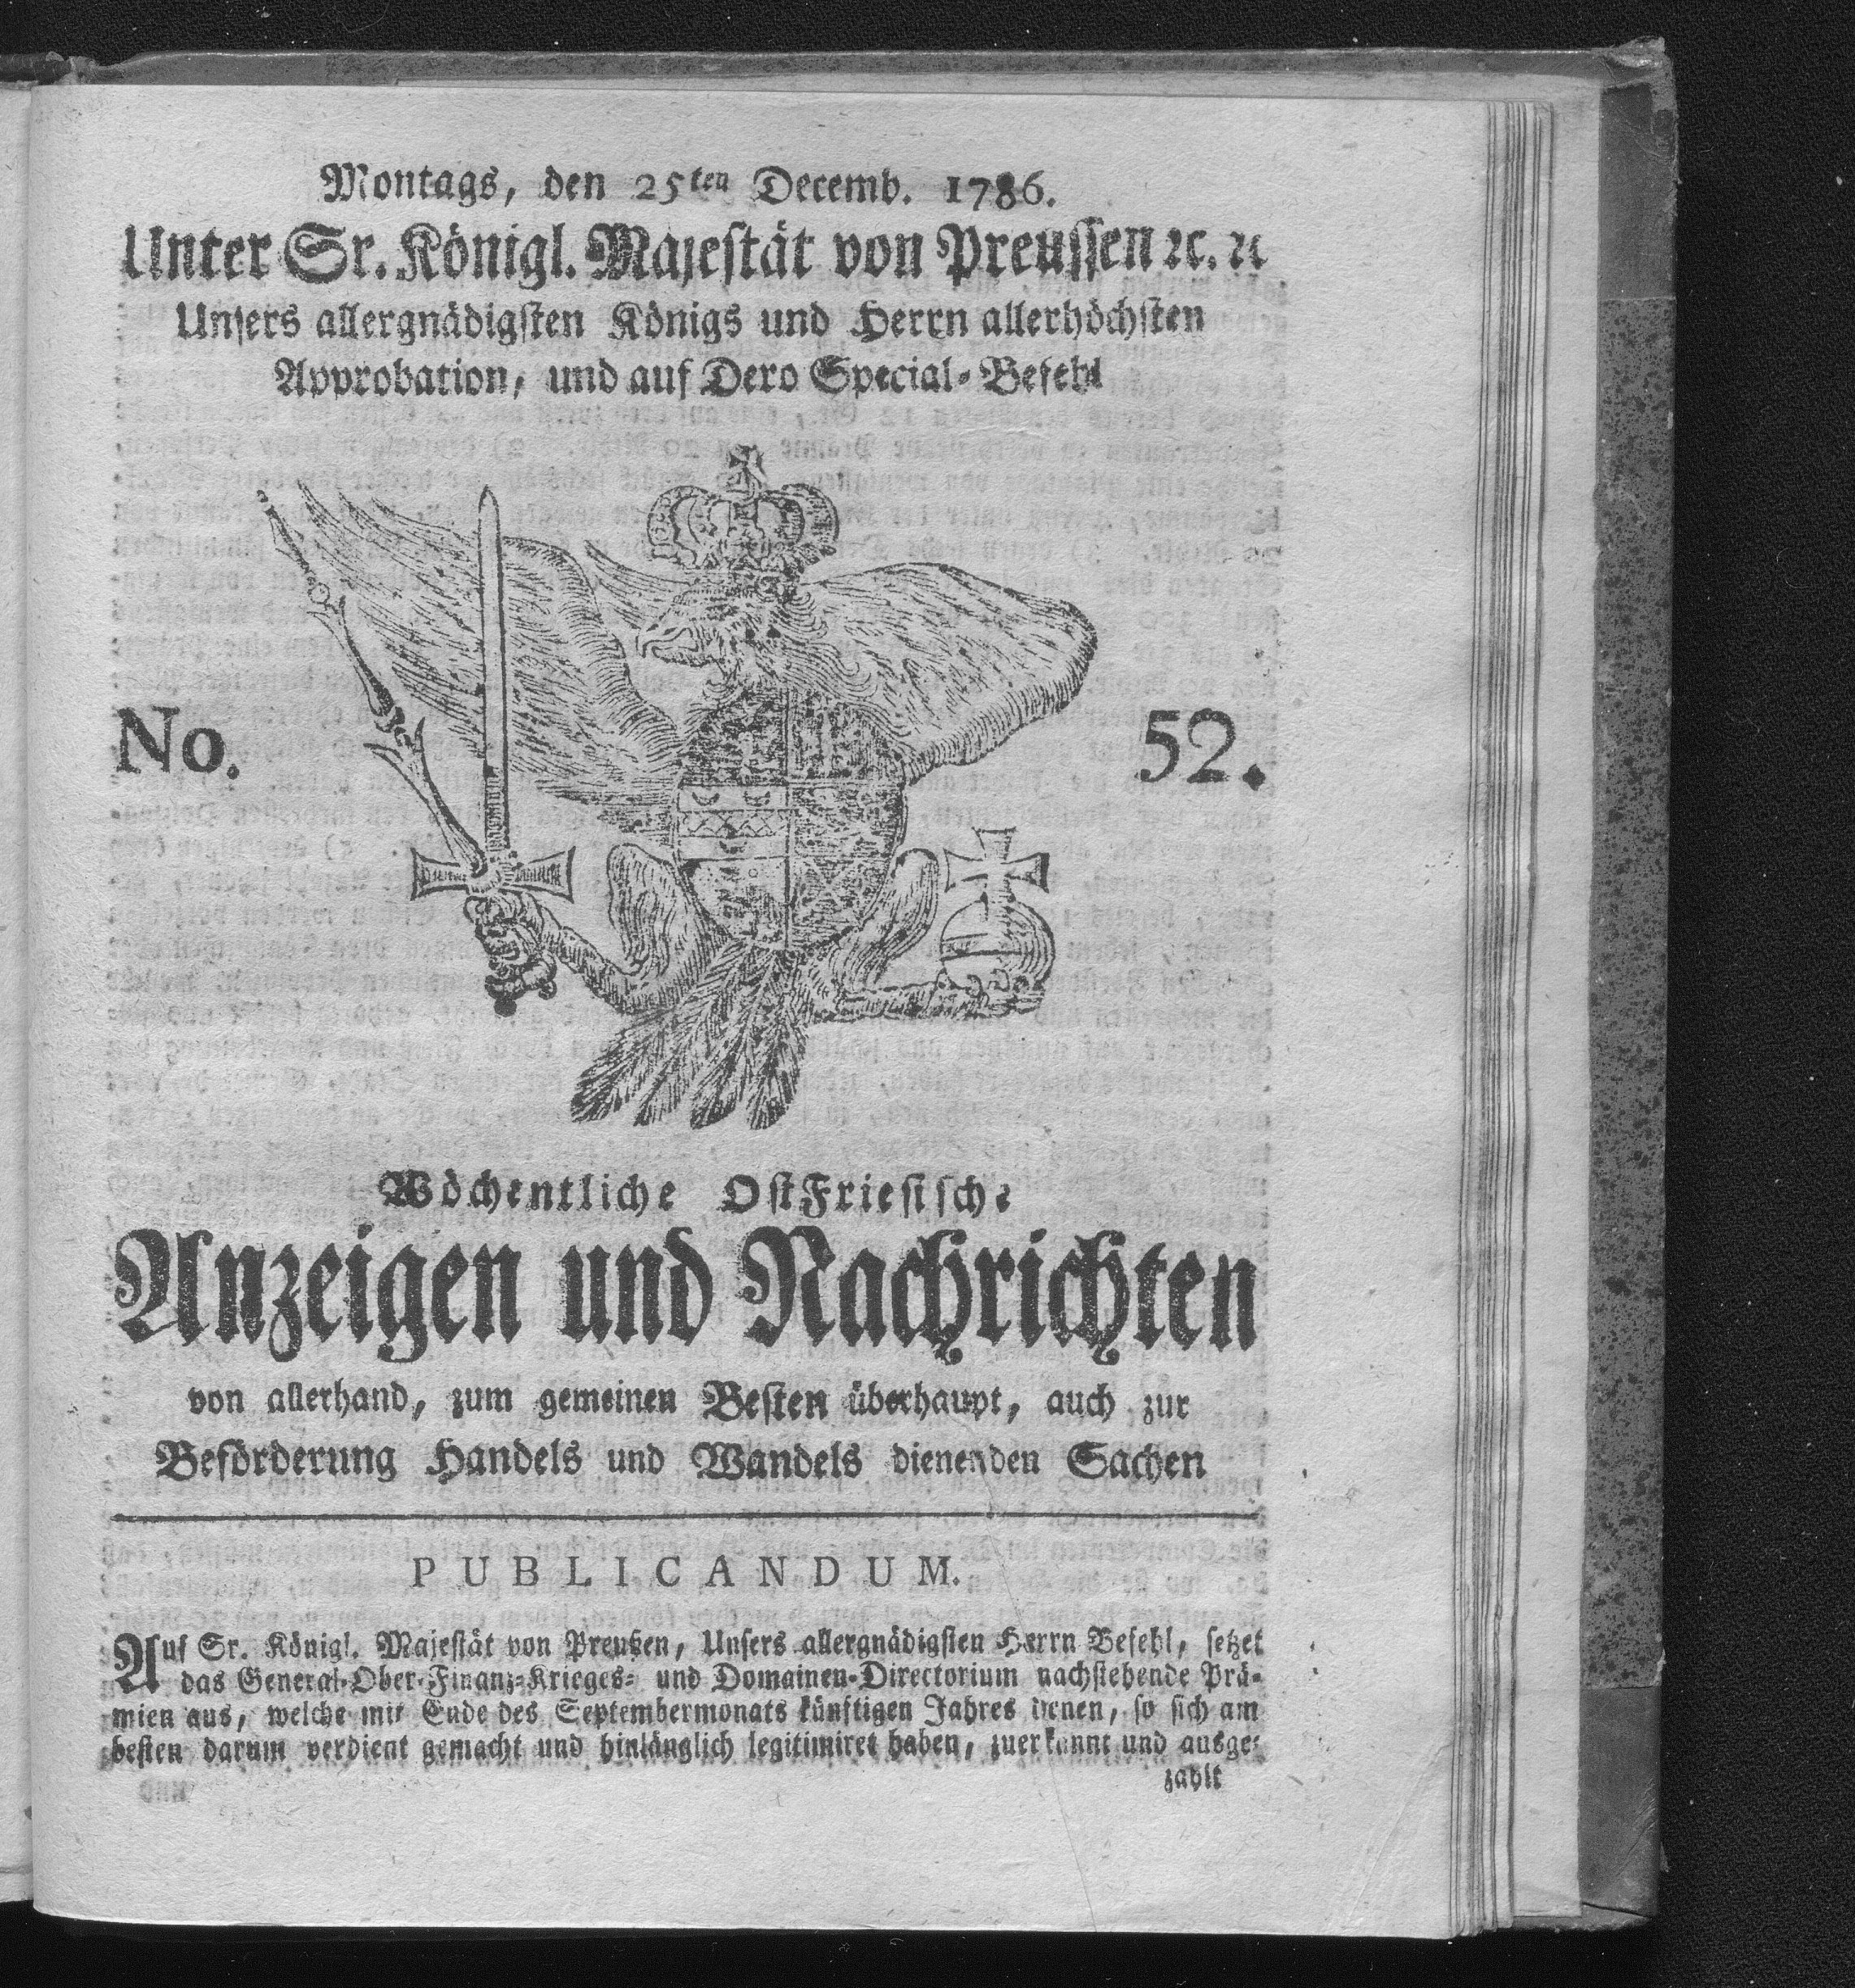 Montags, den 25ten Decemb. 1786.
Unter Sr. Königl. Majestät von Preussen ꝛc. ꝛc
Unsers allergnädigsten Königs und Herrn allerhöchsten
Approbation, und auf Dero Special-Befehl
No. 52.
Wöchentliche OstFriesische
Anzeigen und Nachrichten
von allerhand, zum gemeinen Besten überhaupt, auch zur
Beförderung Handels und Wandels dienenden Sachen
PUBLICANDUM.
Auf Sr. Königl. Majestät von Preußen, Unsers allergnädigsten Herrn Befehl, setzet
das General-Ober-Finanz-Krieges- und Domainen-Directorium nachstehende Prä-
mien aus, welche mit Ende des Septembermonats künftigen Jahres denen, so sich am
besten darum verdient gemacht und hinlänglich legitimiret haben, zuerkannt und ausge-
zahlt